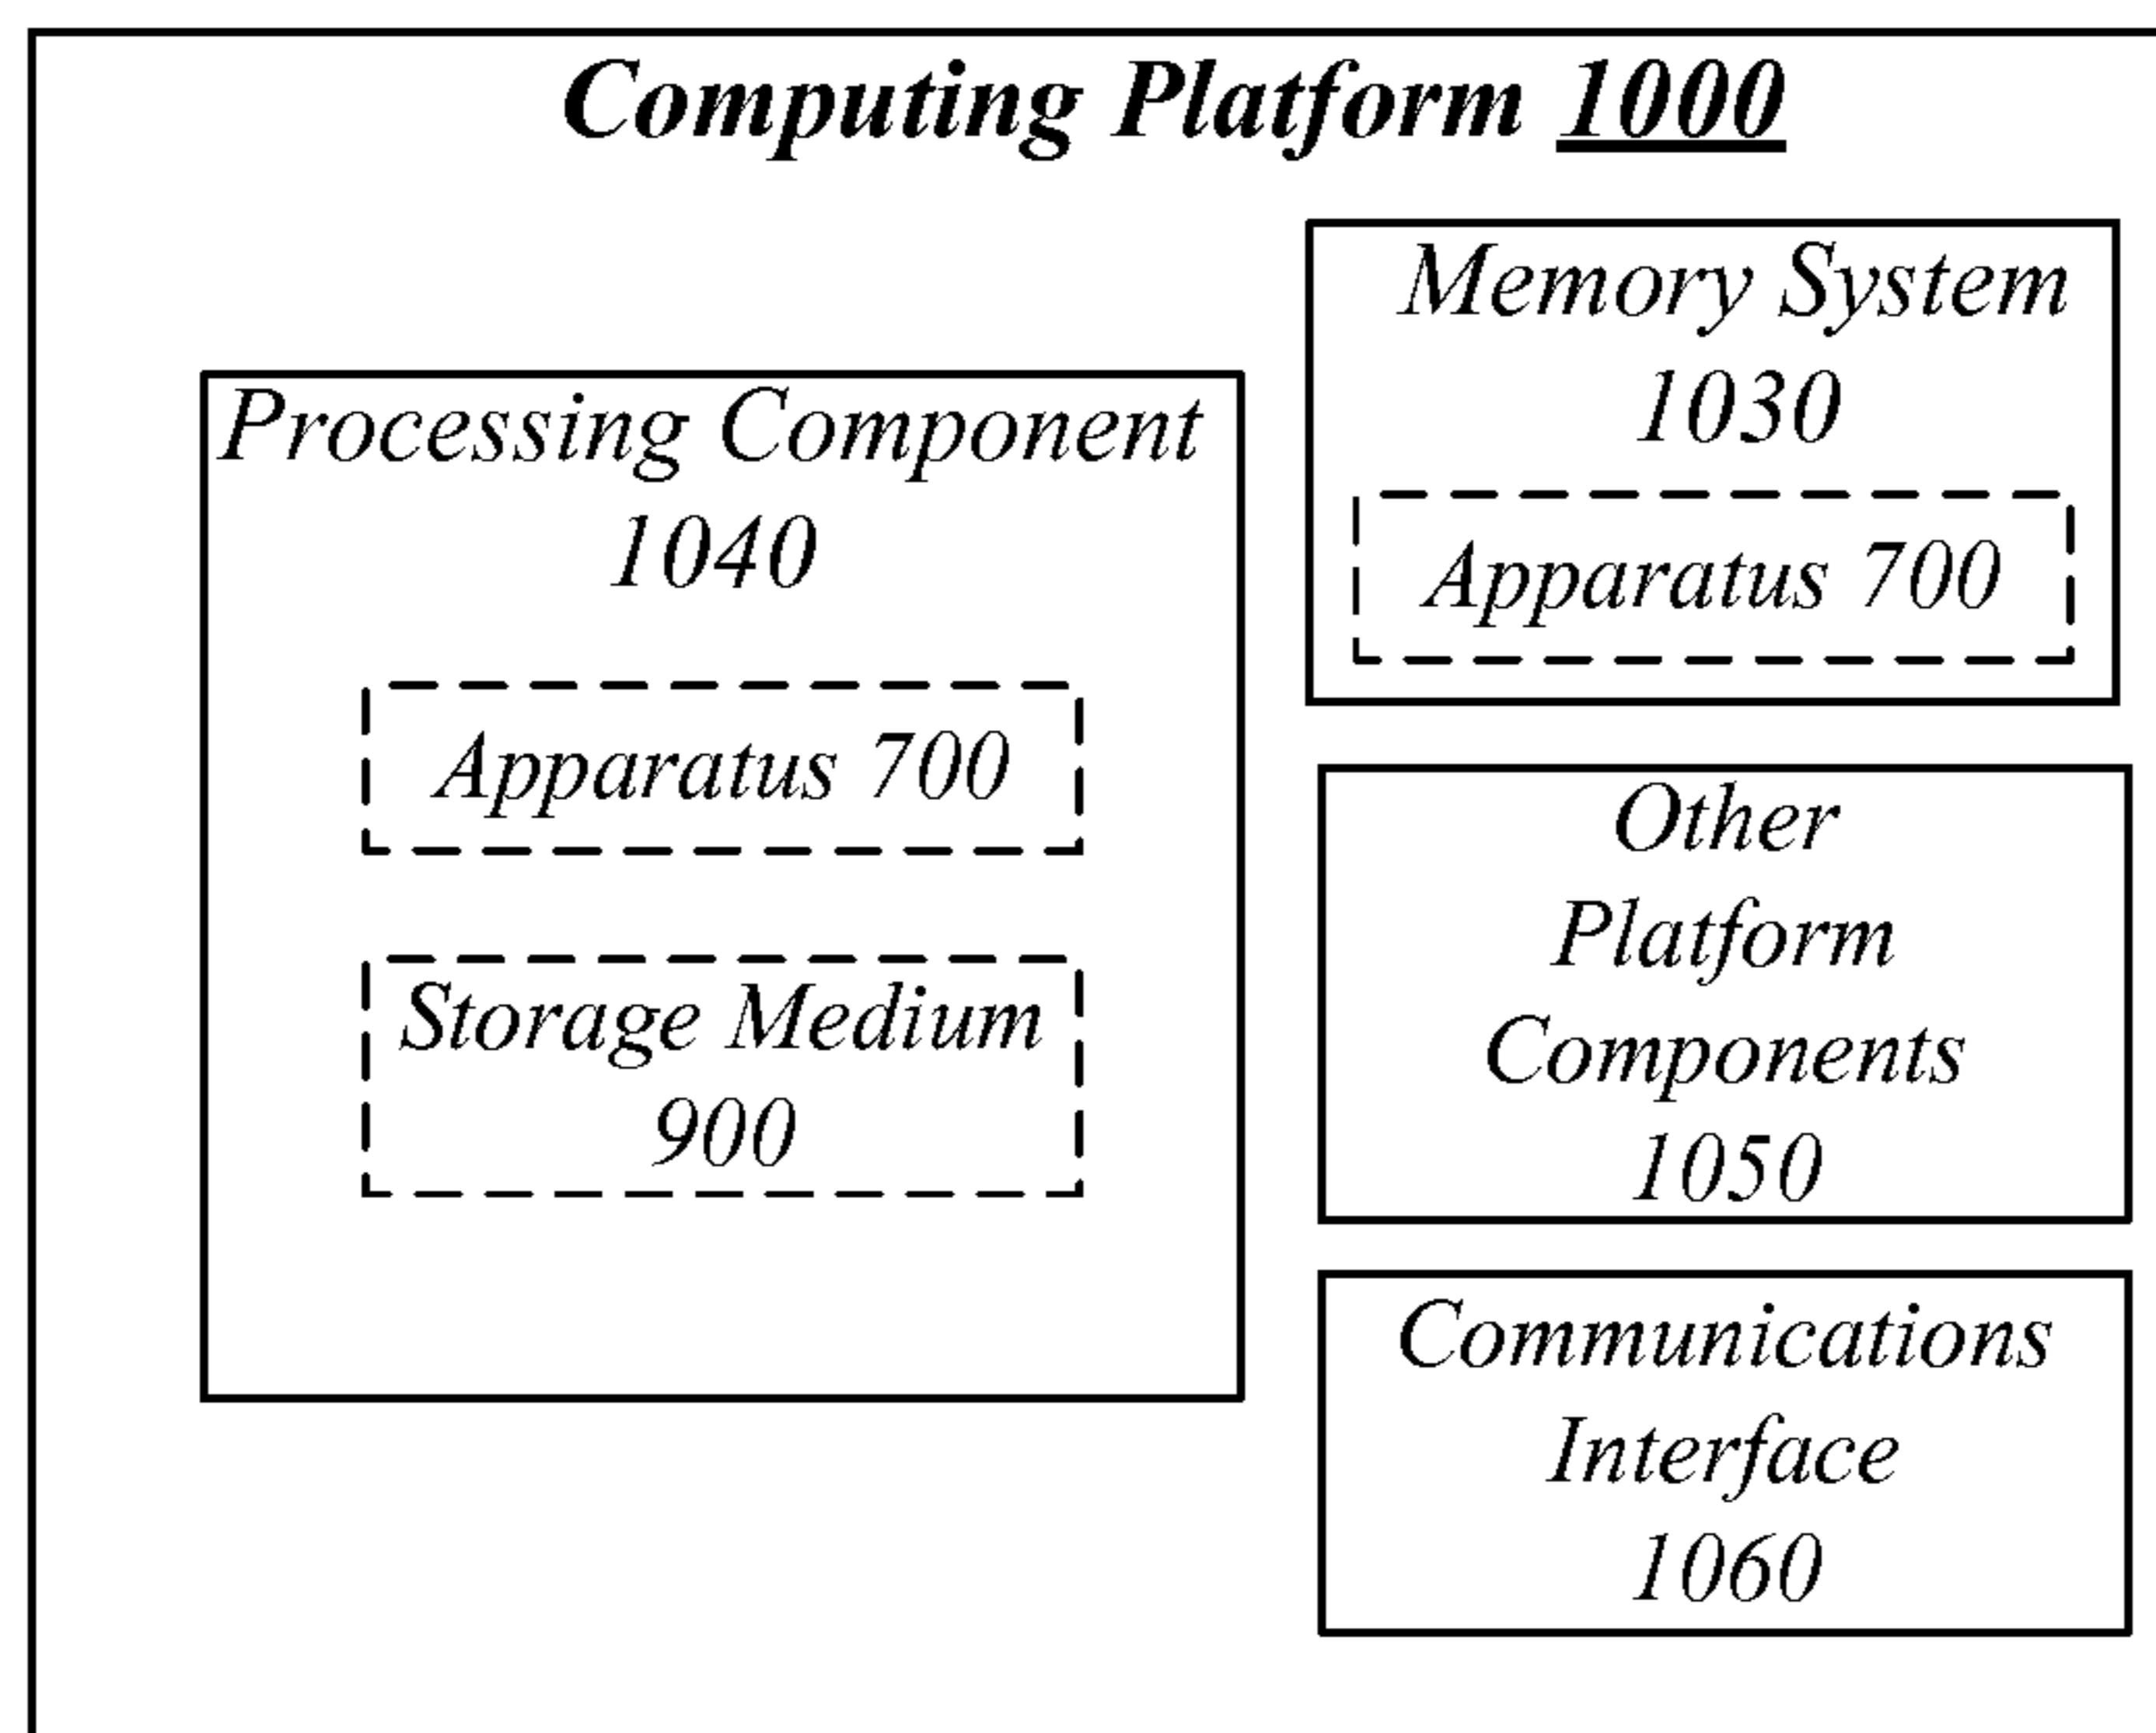 Computing Platform 1000
Processing Component
1040
Apparatus 700
Storage Medium
900
Memory System
1030
Apparatus 700
Other
Platform
Components
1050
Communications
Interface
1060